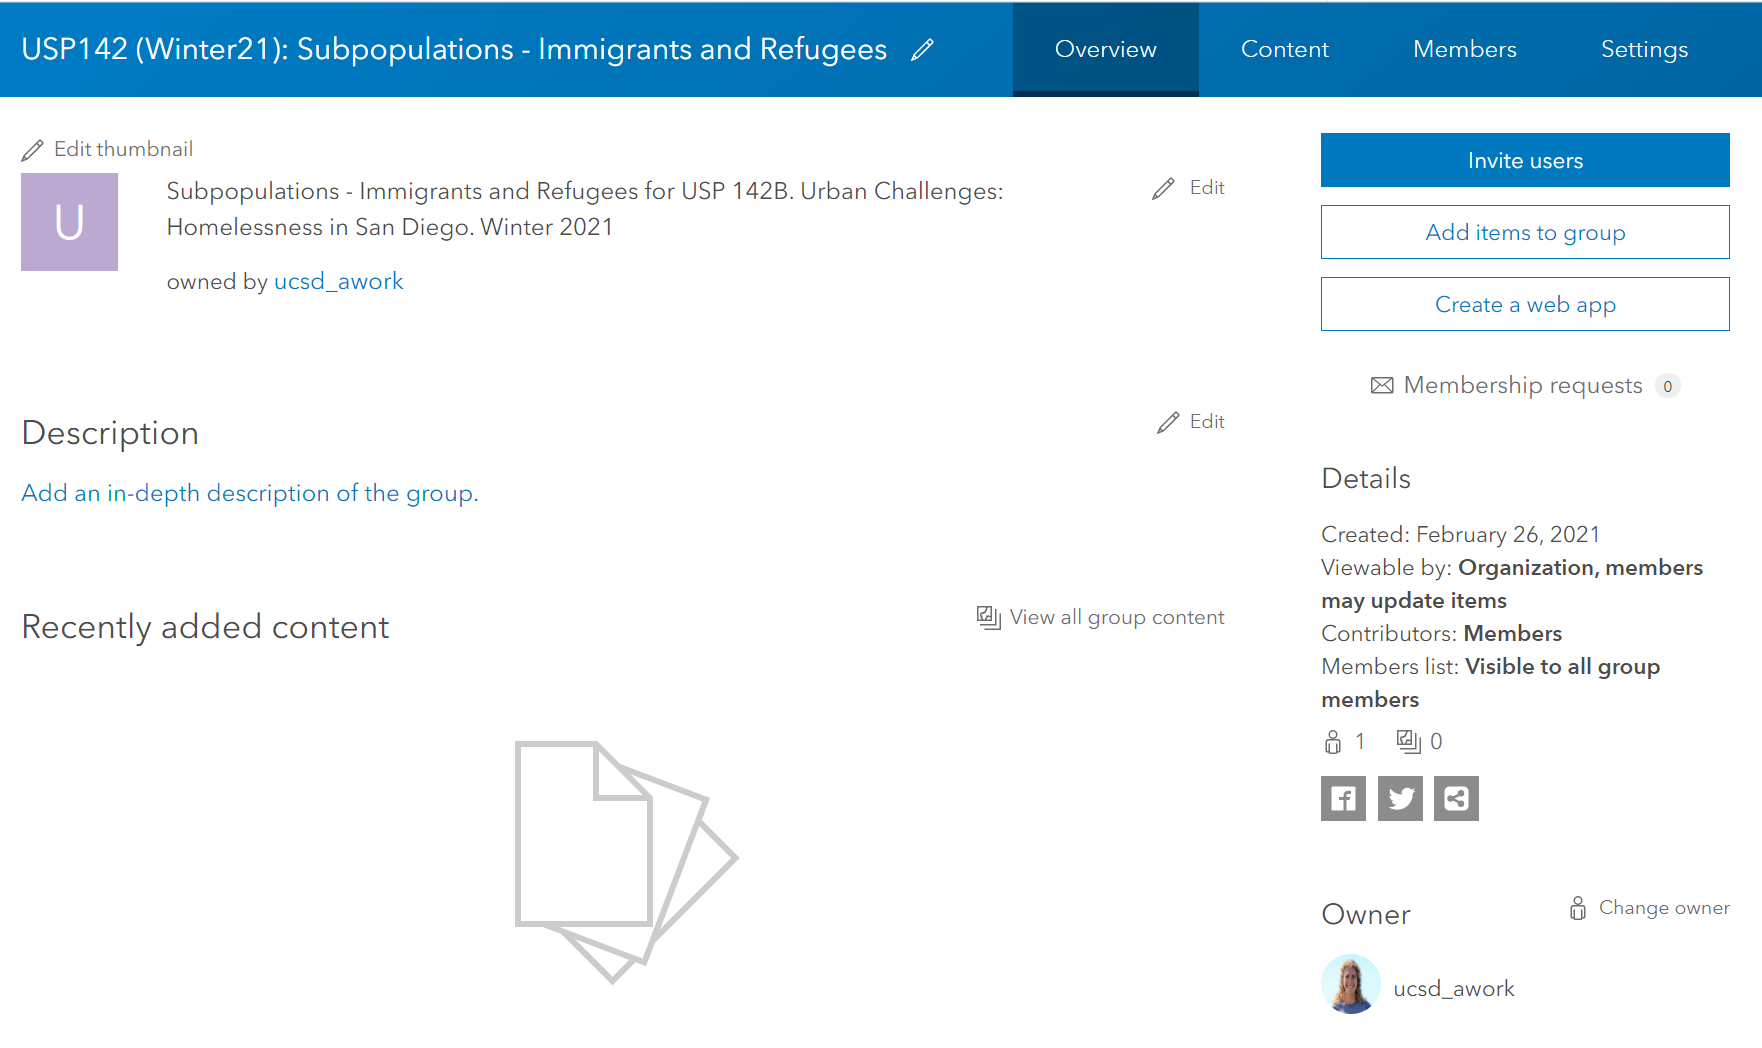 USP142 (Winter21): Subpopulations - Immigrants and Refugees
Overview
Content
Members
Settings
Edit thumbnail
U
Subpopulations - Immigrants and Refugees for USP 142B. Urban Challenges:
Homelessness in San Diego. Winter 2021
Edit
owned by ucsd_awork
Description
Edit
Add an in-depth description of the group.
Recently added content
View all group content
Invite users
Add items to group
Create a web app
Membership requests 0
Details
Created: February 26, 2021
Viewable by: Organization, members
may update items
Contributors: Members
Members list: Visible to all group
members
1 0
Owner
Change owner
ucsd_awork